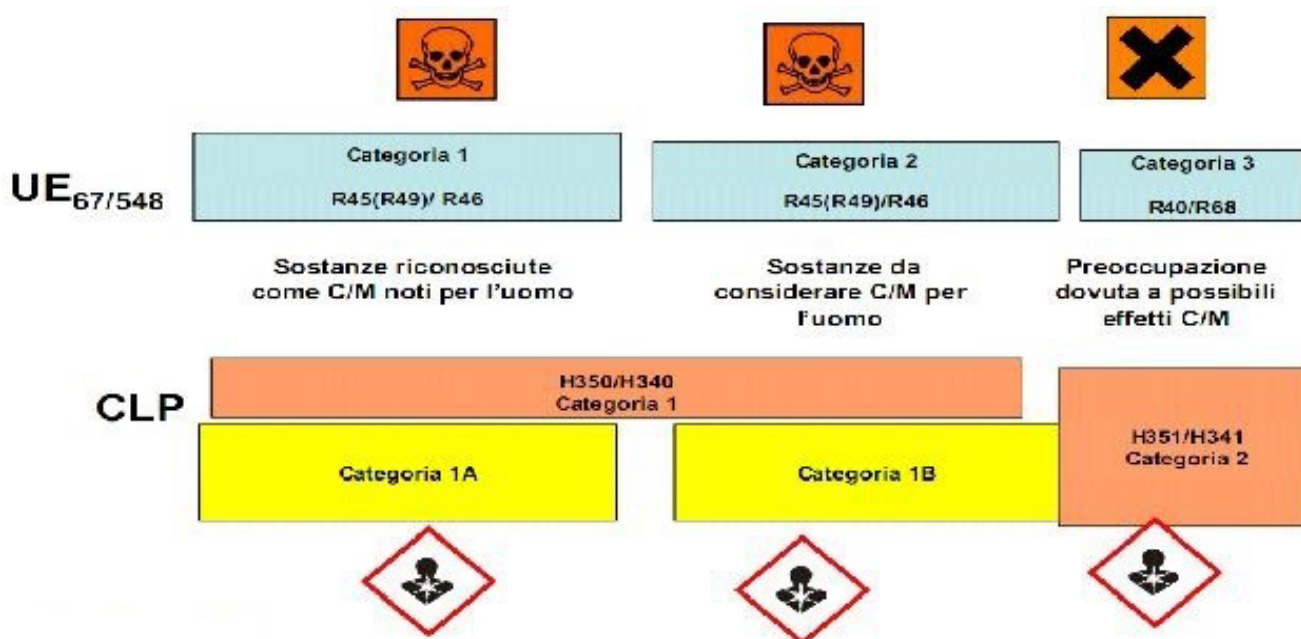 Categoria 1
R45(R49)/ R46
Categoria 2
R45(R49)/R46
Categoria 3
R40/R68
UE67/548
Sostanze riconosciute
come C/M noti per l'uomo
Sostanze da
considerare C/M per
l'uomo
Preoccupazione
dovuta a possibili
effetti C/M
CLP
H350/H340
Categoria 1
Categoria 1A
Categoria 1B
H351/H341
Categoria 2